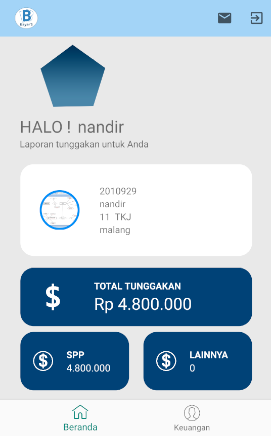 B
HALO ! nandir
Laporan tunggakan untuk Anda
2010929
nandir
11 TKJ
malang
$
TOTAL TUNGGAKAN
Rp 4.800.000
$
SPP
4.800.000
$
LAINNYA
0
Beranda
Keuangan